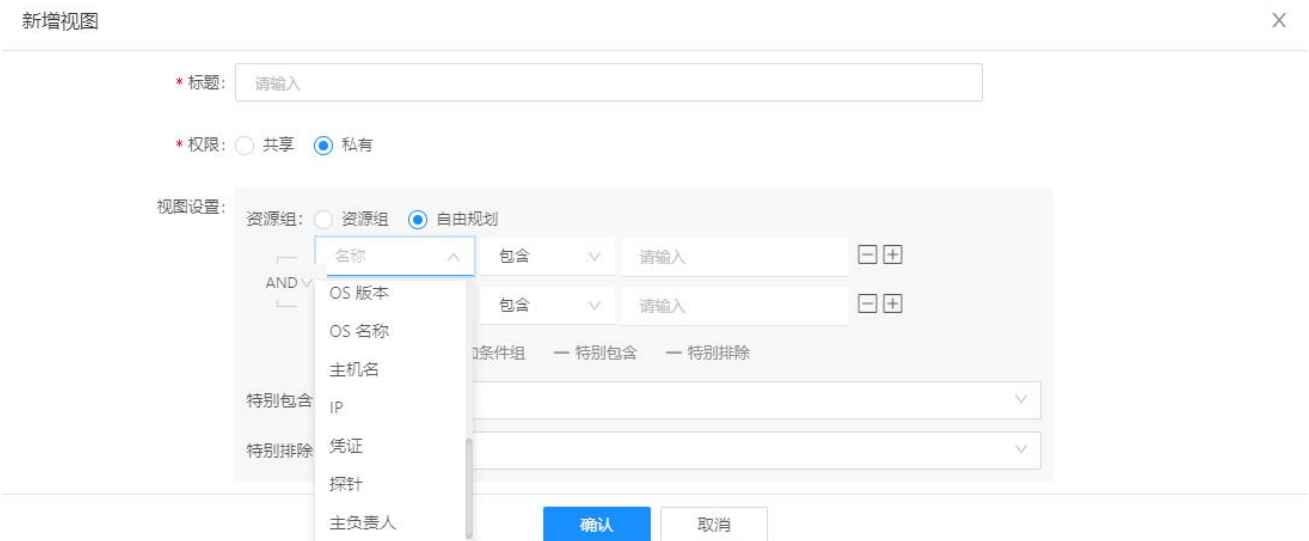 新增视图 X
* 标题: 请输入
* 权限: 共享 私有
视图设置: 资源组: 资源组 自由规划
名称 包含 请输入
AND
OS 版本 包含 请输入
OS 名称
条件组 — 特别包含 — 特别排除
主机名
特别包含 IP
特别排除 凭证
探针
主负责人
确认 取消